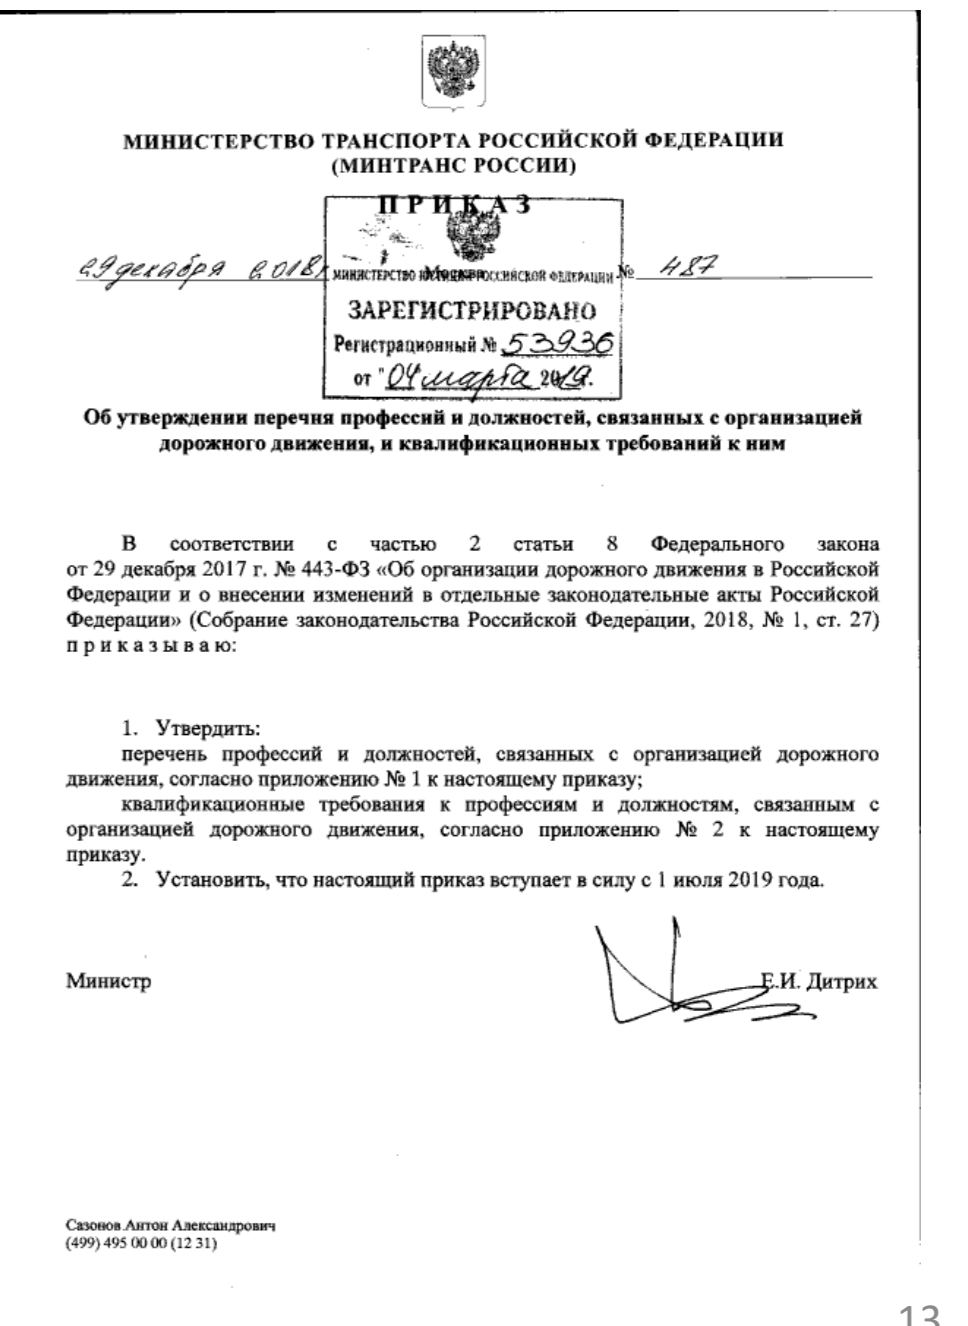 МИНИСТЕРСТВО ТРАНСПОРТА РОССИЙСКОЙ ФЕДЕРАЦИИ
(МИНТРАНС РОССИИ)
П Р И К А З
29 декабря 2018г.
Москва
№ 487
МИНИСТЕРСТВО ЮСТИЦИИ РОССИЙСКОЙ ФЕДЕРАЦИИ
ЗАРЕГИСТРИРОВАНО
Регистрационный № 53936
от "04 марта 2019.
Об утверждении перечня профессий и должностей, связанных с организацией
дорожного движения, и квалификационных требований к ним
В соответствии с частью 2 статьи 8 Федерального закона
от 29 декабря 2017 г. № 443-ФЗ «Об организации дорожного движения в Российской
Федерации и о внесении изменений в отдельные законодательные акты Российской
Федерации» (Собрание законодательства Российской Федерации, 2018, № 1, ст. 27)
п р и к а з ы в а ю:
1. Утвердить:
перечень профессий и должностей, связанных с организацией дорожного
движения, согласно приложению № 1 к настоящему приказу;
квалификационные требования к профессиям и должностям, связанным с
организацией дорожного движения, согласно приложению № 2 к настоящему
приказу.
2. Установить, что настоящий приказ вступает в силу с 1 июля 2019 года.
Министр
Е.И. Дитрих
Сазонов Антон Александрович
(499) 495 00 00 (12 31)
13